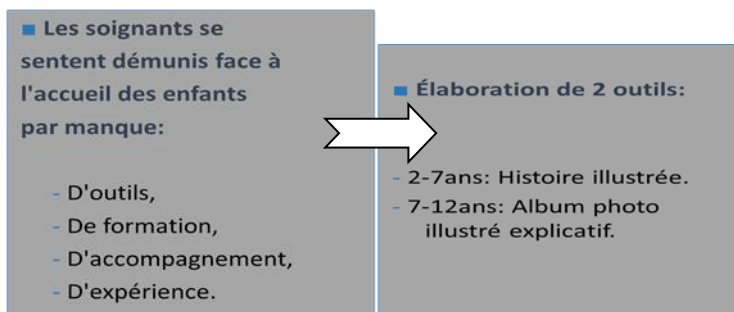 ■ Les soignants se
sentent démunis face à
l'accueil des enfants
par manque:
- D'outils,
- De formation,
- D'accompagnement,
- D'expérience.
■ Élaboration de 2 outils:
- 2-7ans: Histoire illustrée.
- 7-12ans: Album photo
illustré explicatif.